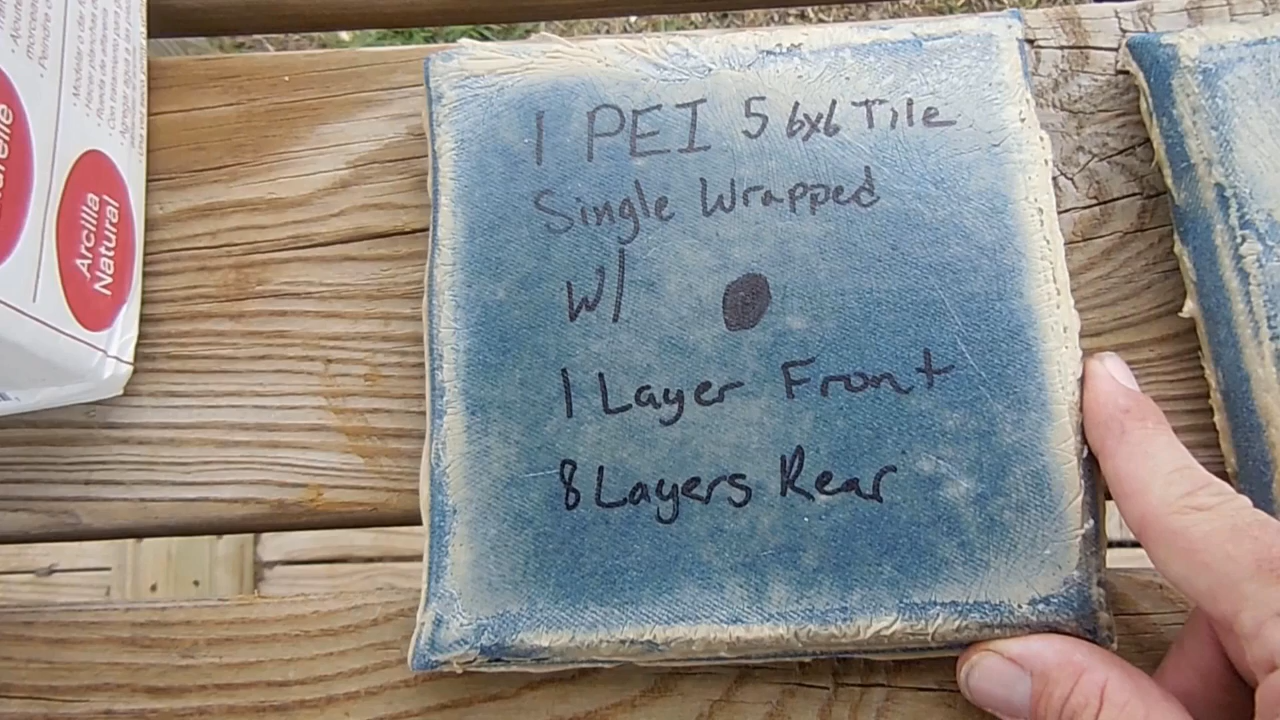 1 PEI 5 6x6 Tile
Single Wrapped
W/
1 Layer Front
8 Layers Rear
Arcilla
Natural